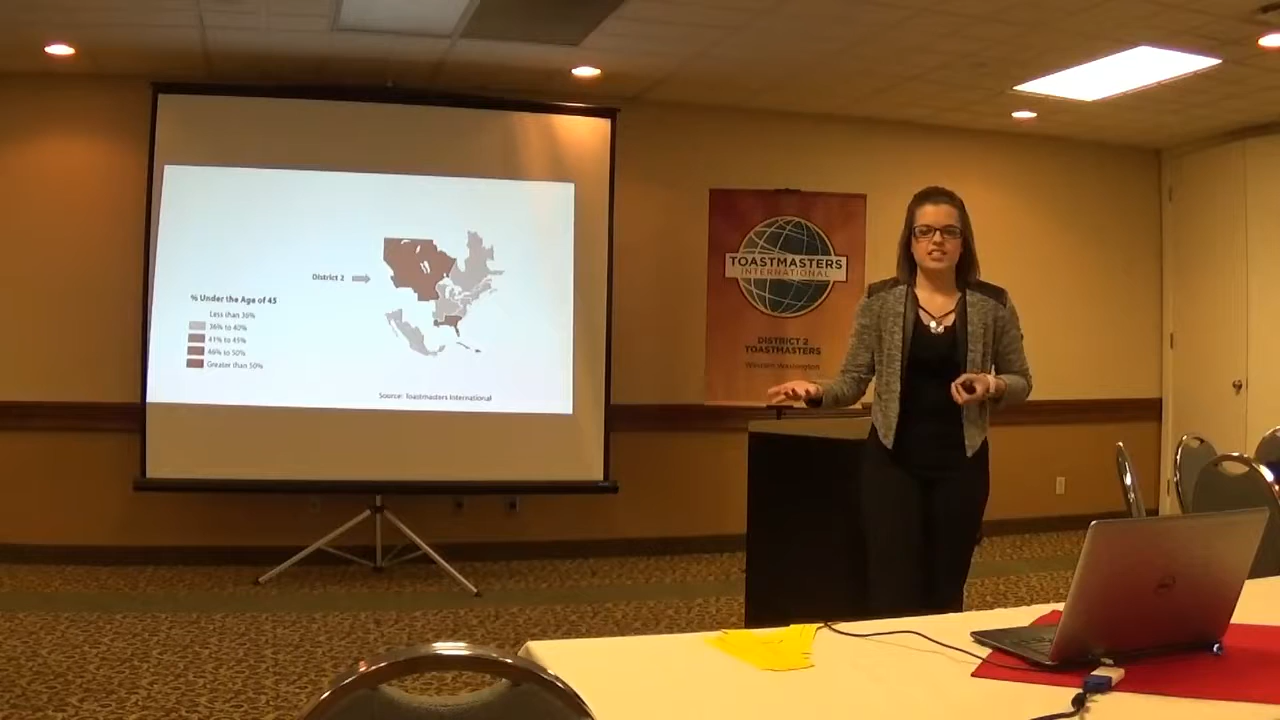 District 2
% Under the Age of 45
Less than 36%
36% to 40%
41% to 45%
46% to 50%
Greater than 50%
Source: Toastmasters International
TOASTMASTERS
INTERNATIONAL
DISTRICT 2
TOASTMASTERS
Western Washington